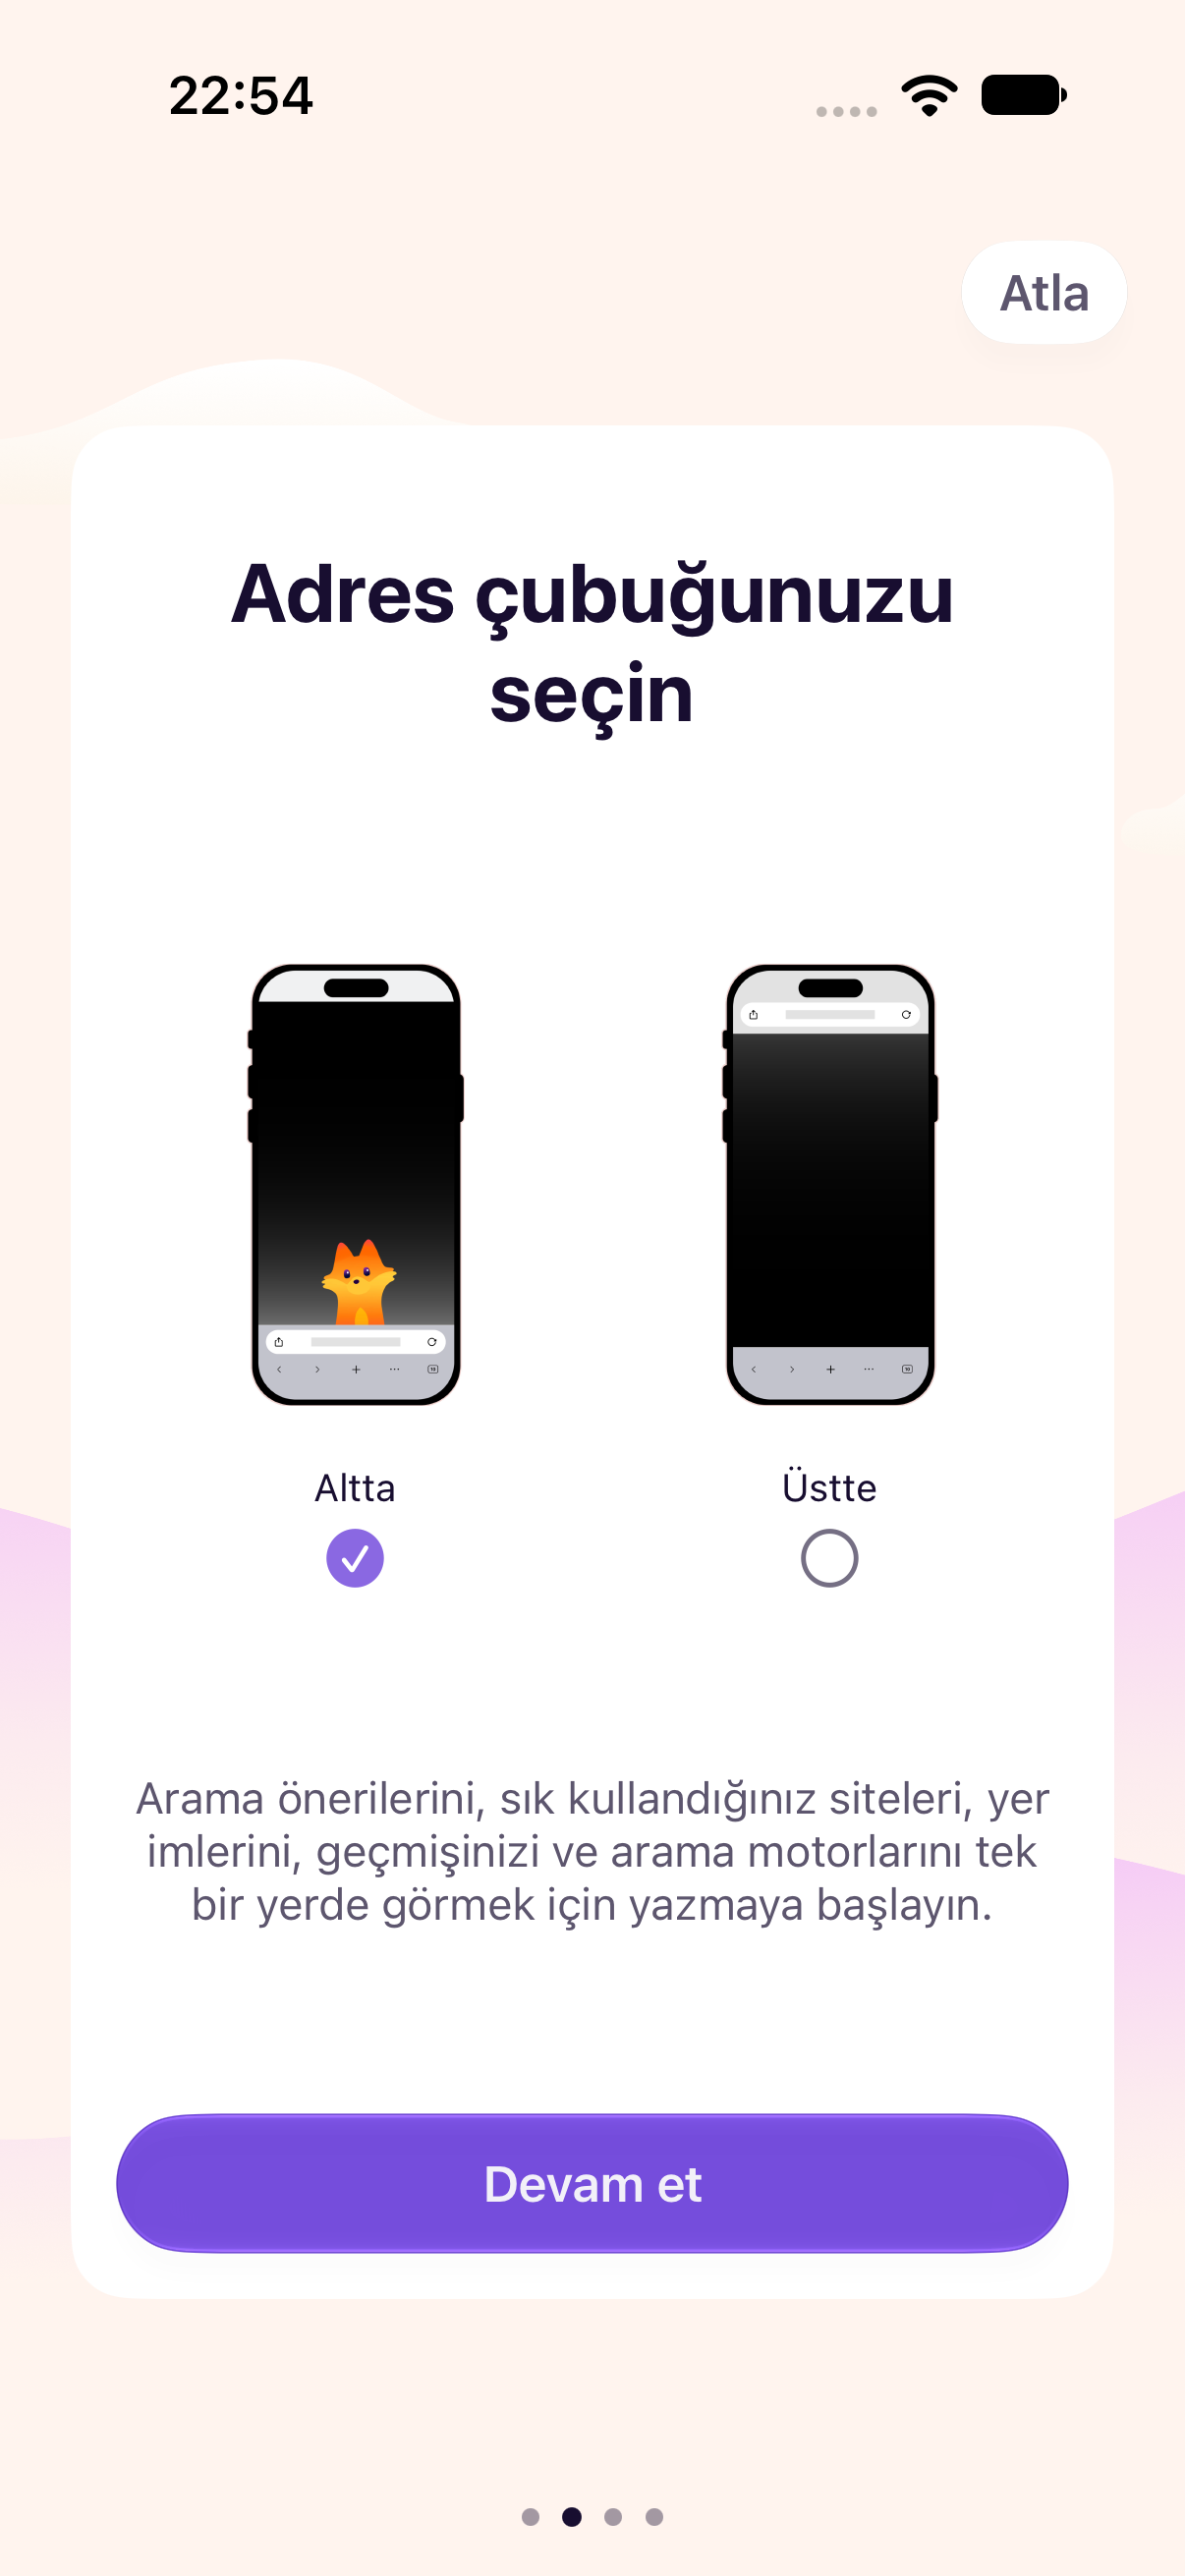 22:54
Atla
Adres çubuğunuzu
seçin
Altta
Üstte
Arama önerilerini, sık kullandığınız siteleri, yer
imlerini, geçmişinizi ve arama motorlarını tek
bir yerde görmek için yazmaya başlayın.
Devam et